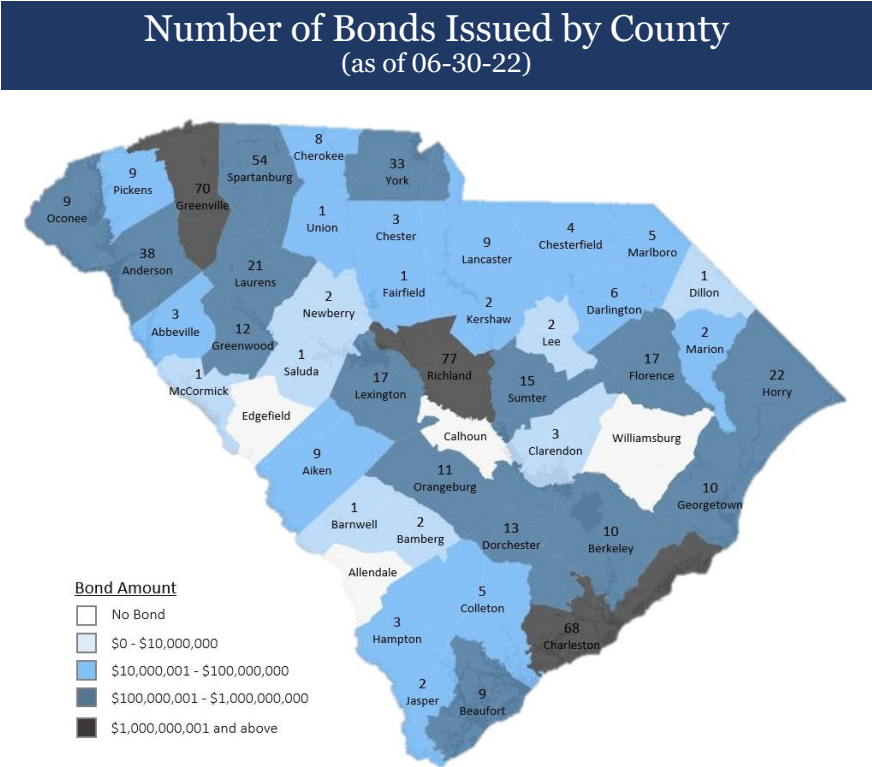 Number of Bonds Issued by County
(as of 06-30-22)
8
Cherokee
54
Spartanburg
33
York
9
Pickens
70
Greenville
9
Oconee
1
Union
3
Chester
4
Chesterfield
5
Marlboro
9
Lancaster
38
Anderson
21
Laurens
1
Fairfield
1
Dillon
2
Newberry
6
Darlington
2
Kershaw
3
Abbeville
12
Greenwood
2
Lee
2
Marion
1
Saluda
77
Richland
17
Florence
22
Horry
1
McCormick
17
Lexington
15
Sumter
Edgefield
Calhoun
3
Clarendon
Williamsburg
9
Aiken
11
Orangeburg
10
Georgetown
1
Barnwell
2
Bamberg
13
Dorchester
10
Berkeley
Allendale
5
Colleton
3
Hampton
68
Charleston
2
Jasper
9
Beaufort
Bond Amount
No Bond
$0 - $10,000,000
$10,000,001 - $100,000,000
$100,000,001 - $1,000,000,000
$1,000,000,001 and above